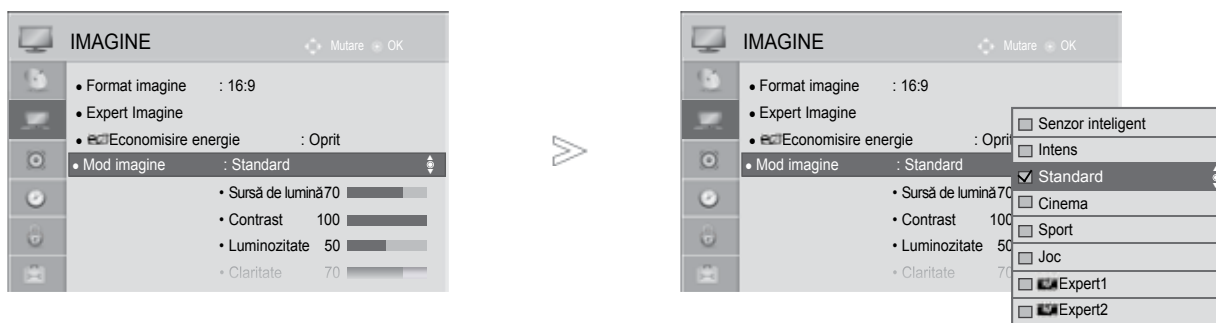 IMAGINE
Mutare OK
• Format imagine : 16:9
• Expert Imagine
• Economisire energie : Oprit
• Mod imagine : Standard
• Sursă de lumină 70
• Contrast 100
• Luminozitate 50
• Claritate 70
>
IMAGINE
Mutare OK
• Format imagine : 16:9
• Expert Imagine
• Economisire energie : Oprit
• Mod imagine : Standard
• Sursă de lumină 70
• Contrast 100
• Luminozitate 50
• Claritate 70
Senzor inteligent
Intens
Standard
Cinema
Sport
Joc
Expert1
Expert2